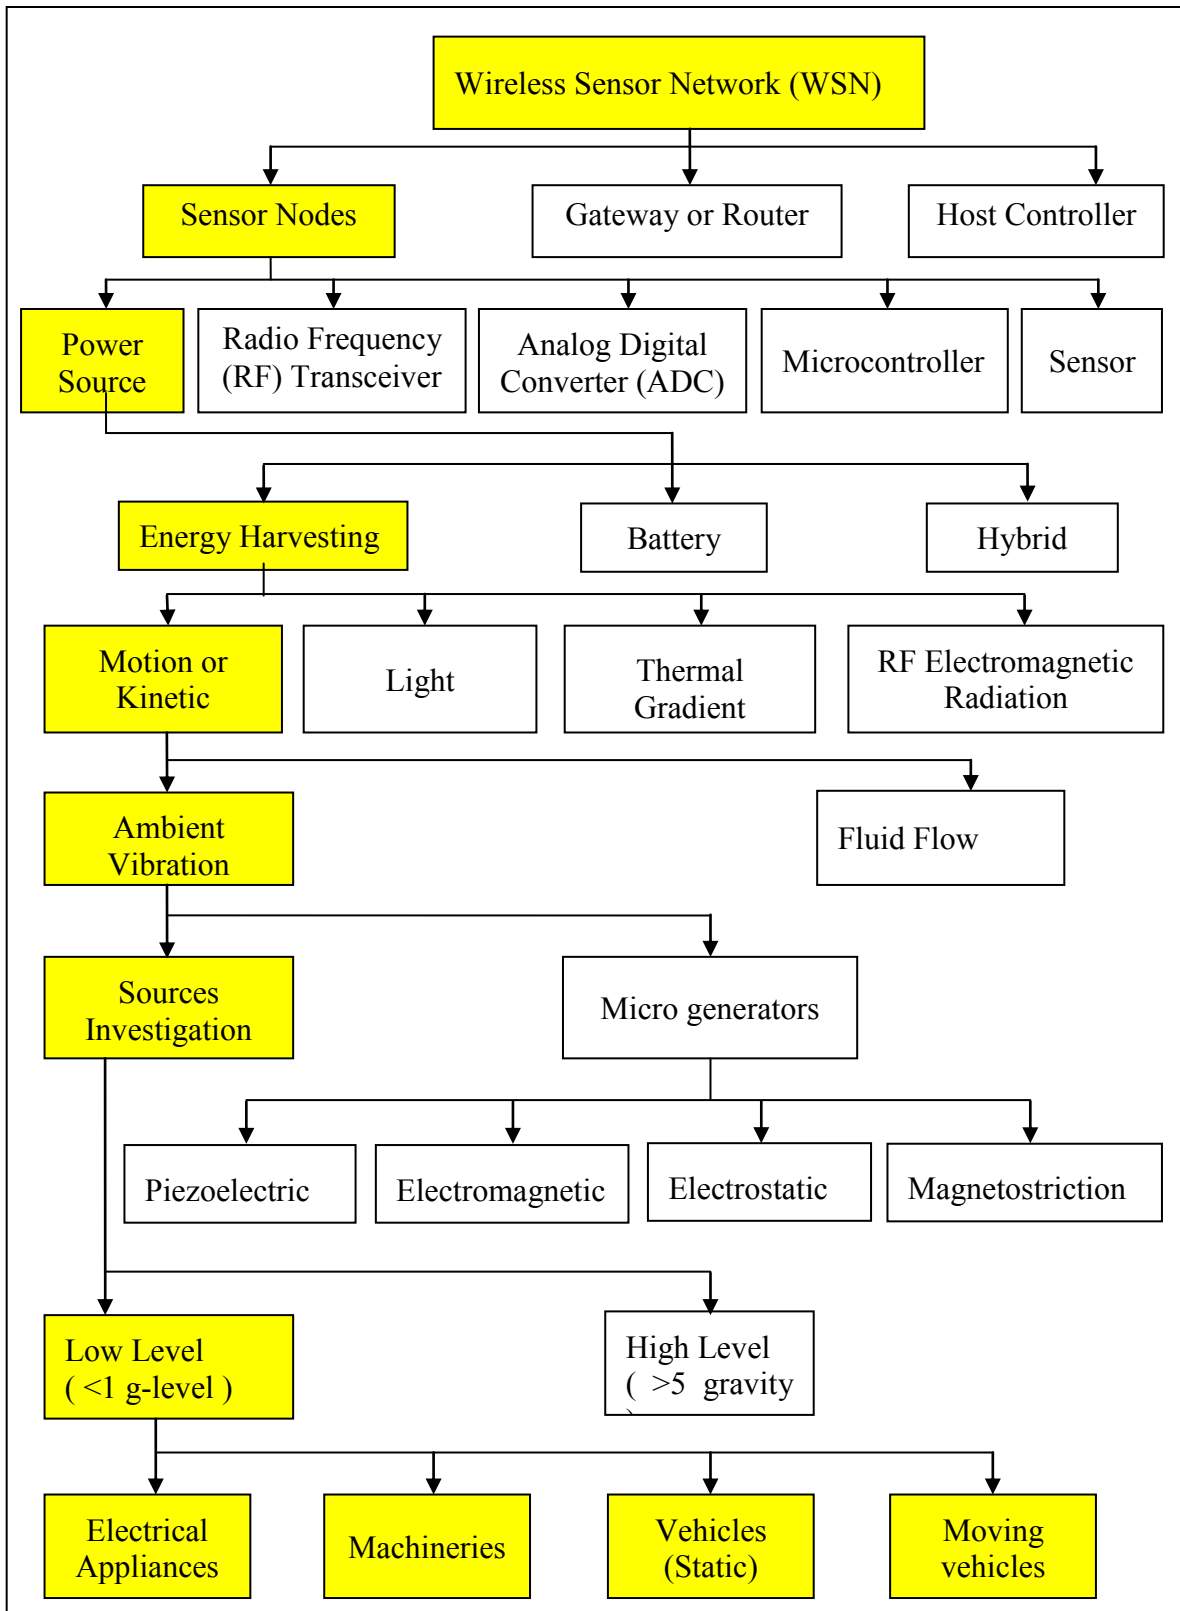 Wireless Sensor Network (WSN)
Sensor Nodes
Gateway or Router
Host Controller
Power
Source
Radio Frequency
(RF) Transceiver
Analog Digital
Converter (ADC)
Microcontroller
Sensor
Energy Harvesting
Battery
Hybrid
Motion or
Kinetic
Light
Thermal
Gradient
RF Electromagnetic
Radiation
Ambient
Vibration
Fluid Flow
Sources
Investigation
Micro generators
Piezoelectric
Electromagnetic
Electrostatic
Magnetostriction
Low Level
( <1 g-level )
High Level
( >5 gravity
)
Electrical
Appliances
Machineries
Vehicles
(Static)
Moving
vehicles